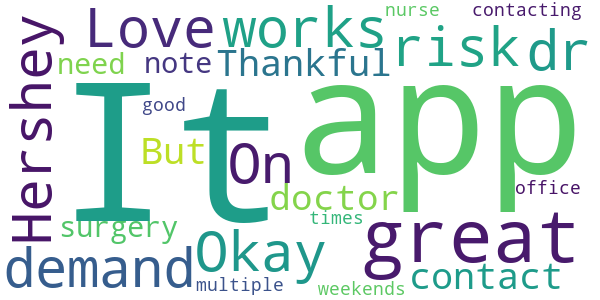 nurse contacting
Love works
Hershey
risk dr
need note Thankful
It app
good
But On
doctor office
surgery times great
Okay
demand contact
multiple weekends